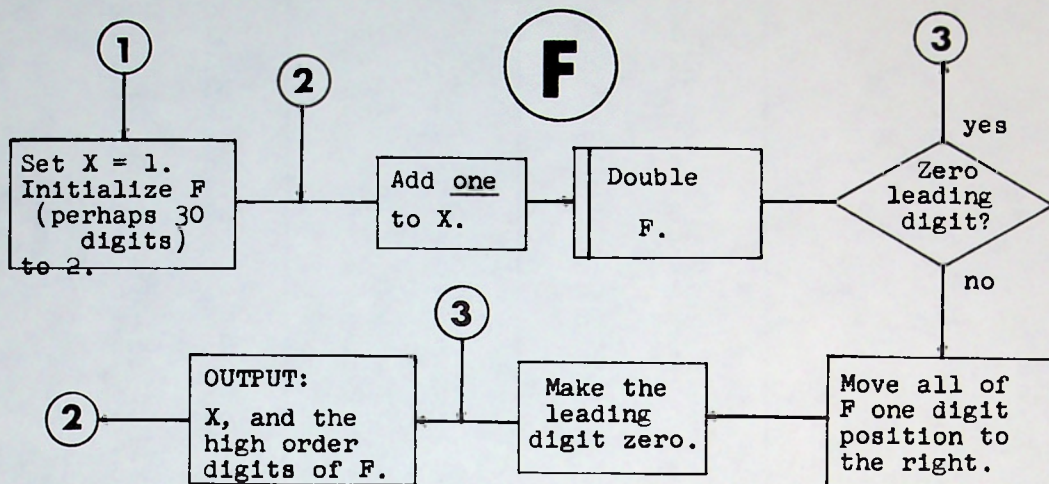 1
2
F
3
Set X = 1.
Initialize F
(perhaps 30
digits)
to 2.
Add one
to X.
Double
F.
yes
Zero
leading
digit?
no
3
2
OUTPUT:
X, and the
high order
digits of F.
Make the
leading
digit zero.
Move all of
F one digit
position to
the right.